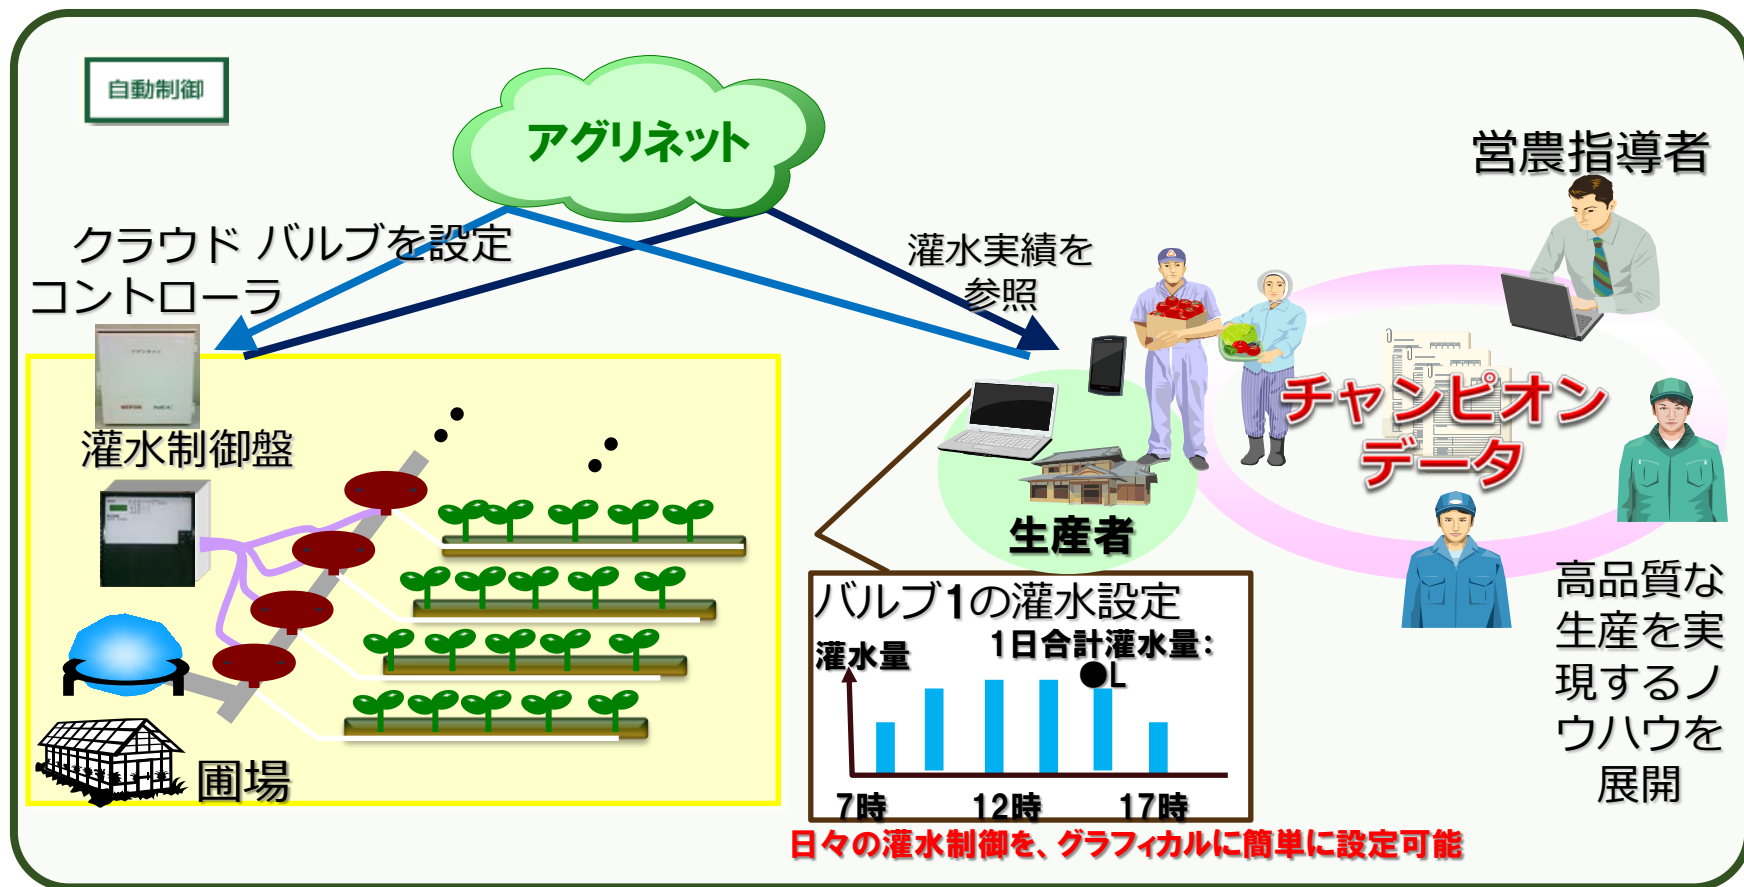 自動制御
アグリネット
営農指導者
クラウド バルブを設定
コントローラ
灌水実績を
参照
灌水制御盤
チャンピオン
データ
生産者
バルブ1の灌水設定
灌水量
1日合計灌水量:
●L
7時 12時 17時
圃場
高品質な
生産を実
現するノ
ウハウを
展開
日々の灌水制御を、グラフィカルに簡単に設定可能